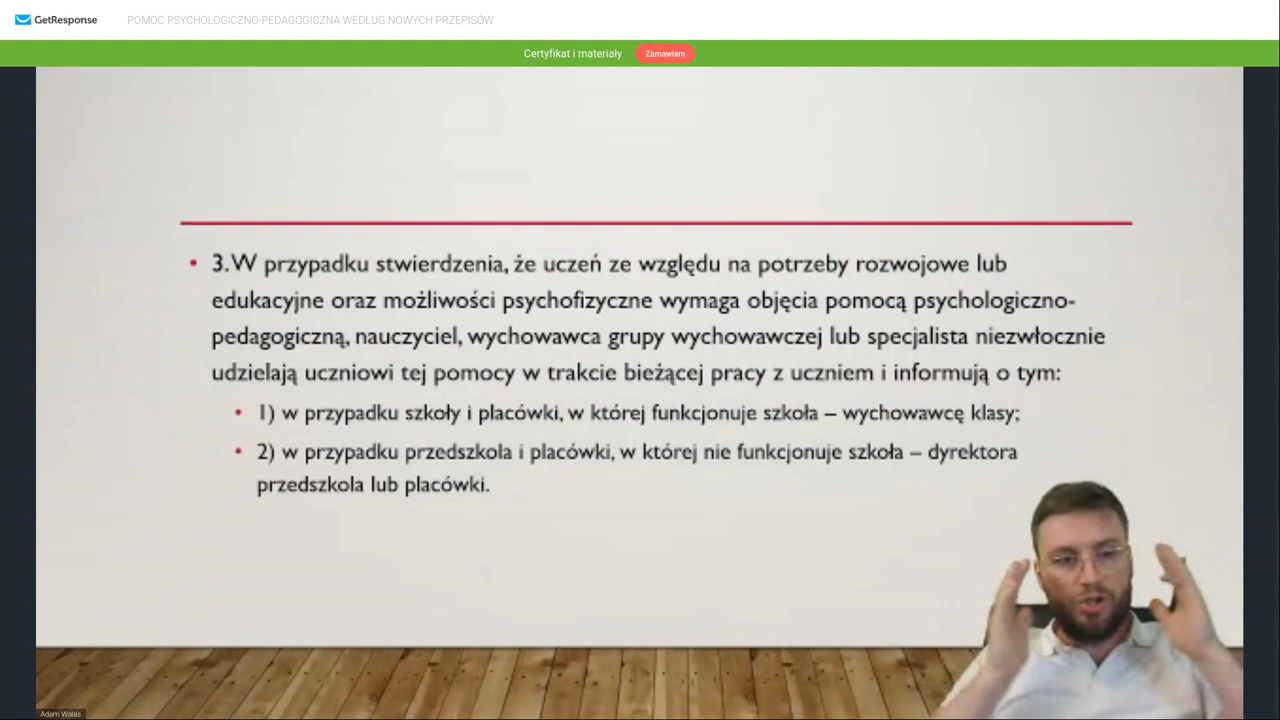 GetResponse
POMOC PSYCHOLOGICZNO-PEDAGOGICZNA WEDŁUG NOWYCH PRZEPISÓW
Certyfikat i materiały
Zamawiam
• 3. W przypadku stwierdzenia, że uczeń ze względu na potrzeby rozwojowe lub
edukacyjne oraz możliwości psychofizyczne wymaga objęcia pomocą psychologiczno-
pedagogiczną, nauczyciel, wychowawca grupy wychowawczej lub specjalista niezwłocznie
udzielają uczniowi tej pomocy w trakcie bieżącej pracy z uczniem i informują o tym:
• 1) w przypadku szkoły i placówki, w której funkcjonuje szkoła – wychowawcę klasy;
• 2) w przypadku przedszkola i placówki, w której nie funkcjonuje szkoła – dyrektora
przedszkola lub placówki.
Adam Walas